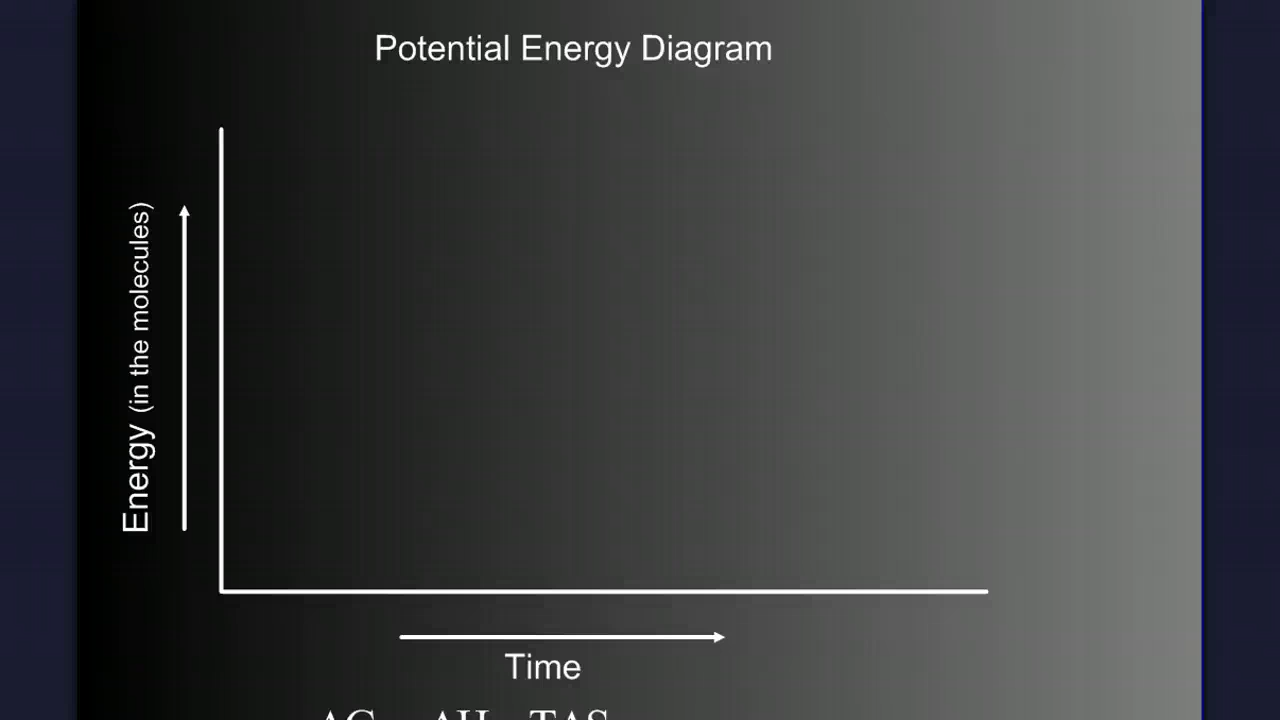 Potential Energy Diagram
Energy (in the molecules)
Time